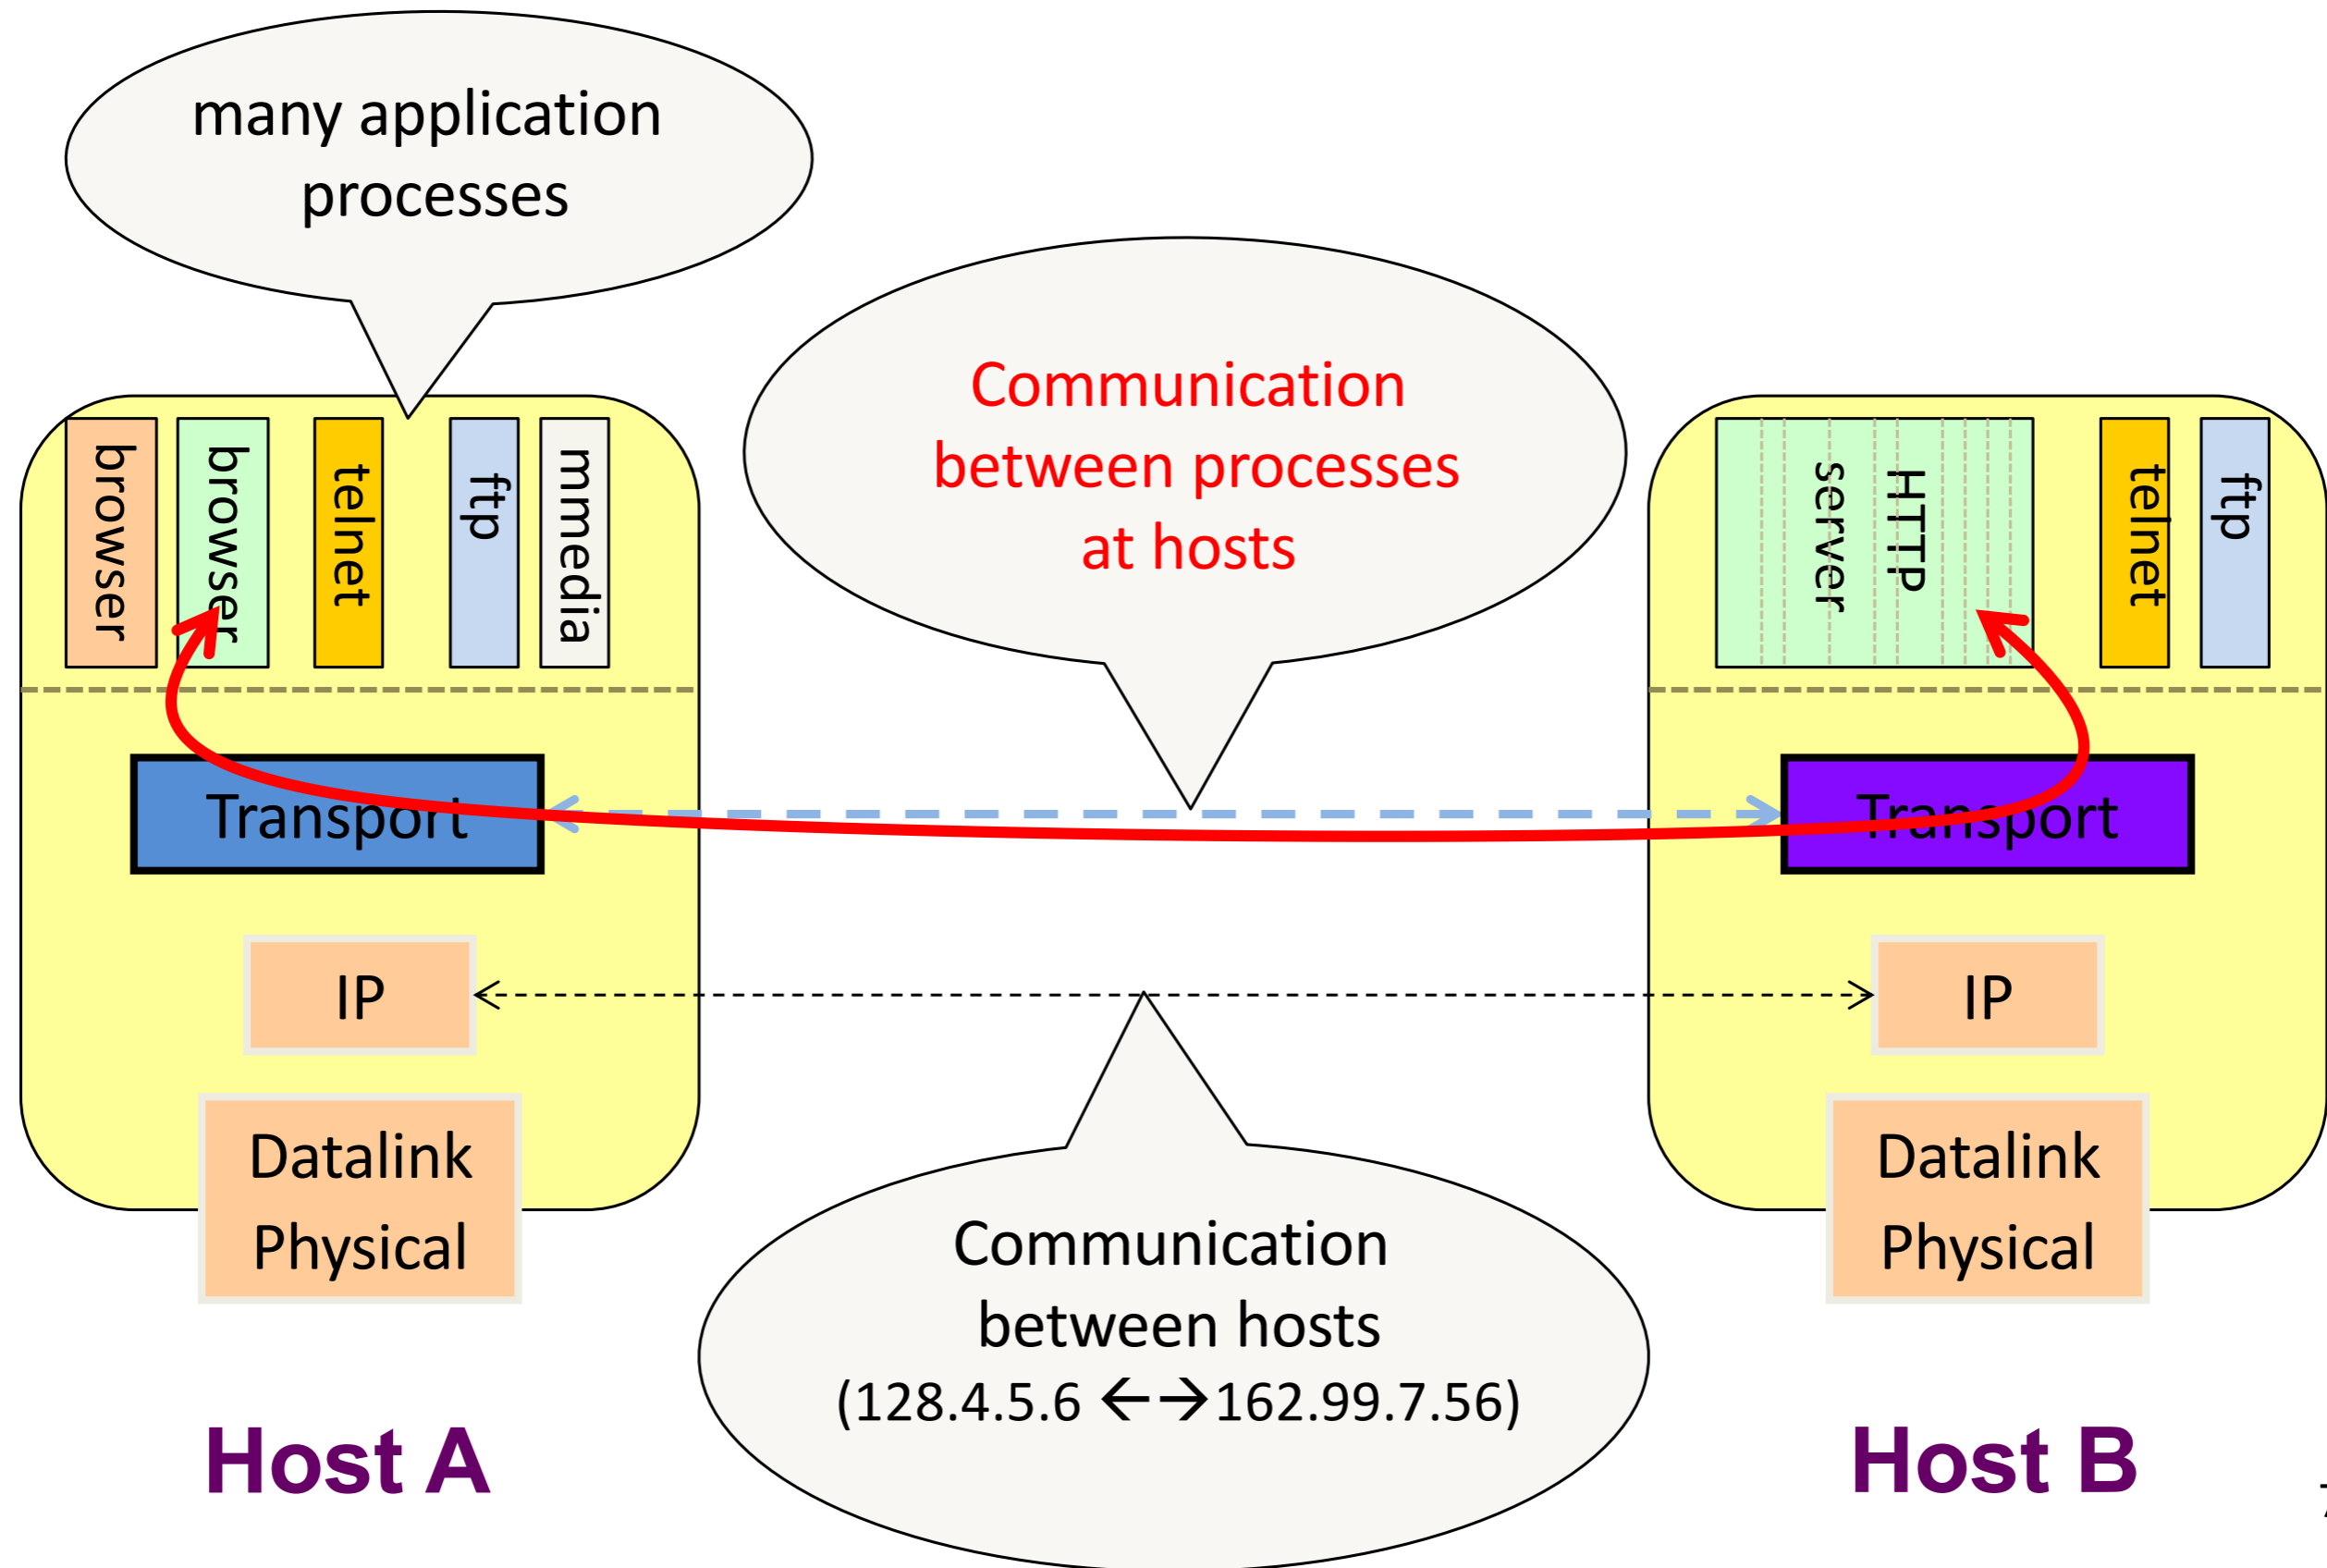 many application
processes
Communication
between processes
at hosts
browser
browser
telnet
ftp
mmedia
HTTP
server
telnet
ftp
Transport
Transport
IP
IP
Datalink
Physical
Datalink
Physical
Communication
between hosts
(128.4.5.6 ←→162.99.7.56)
Host A
Host B